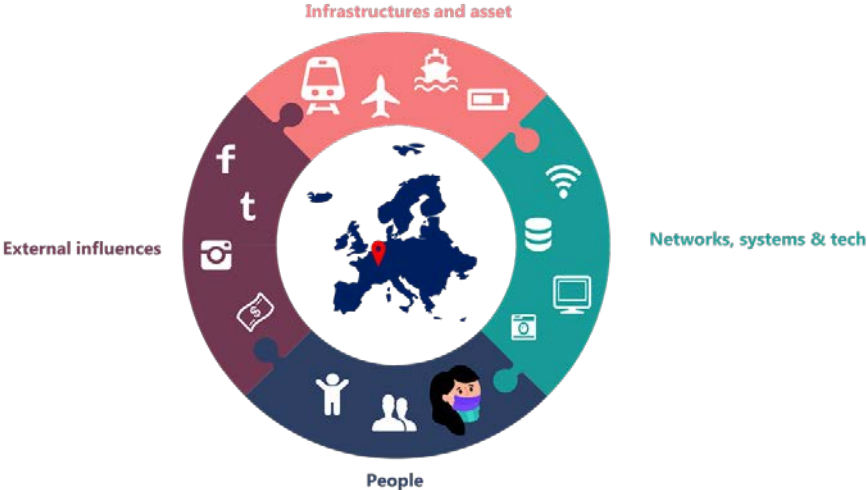 Infrastructures and asset
f
t
External influences
Networks, systems & tech
$
People